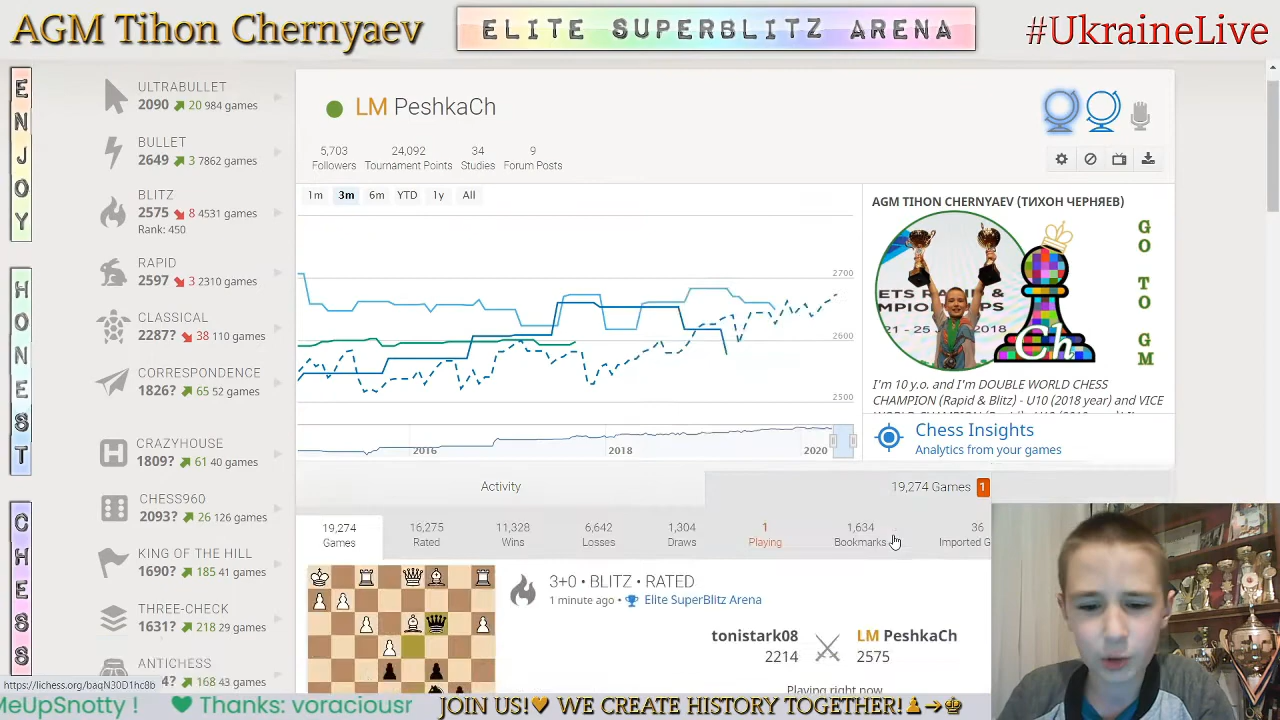 AGM Tihon Chernyaev
ELITE SUPERBLITZ ARENA
#UkraineLive
ENJOY
HONEST
CHESS
ULTRABULLET
2090 20 984 games
BULLET
2649 3 7862 games
BLITZ
2575 8 4531 games
Rank: 450
RAPID
2597 3 2310 games
CLASSICAL
2287? 38 110 games
CORRESPONDENCE
1826? 65 52 games
CRAZYHOUSE
1809? 61 40 games
CHESS960
2093? 26 126 games
KING OF THE HILL
1690? 185 41 games
THREE-CHECK
1631? 218 29 games
ANTICHESS
4? 168 43 games
https://lichess.org/baqN30D1hc8b
LM PeshkaCh
5,703 Followers
24,092 Tournament Points
34 Studies
9 Forum Posts
1m 3m 6m YTD 1y All
2700
2600
2500
2016 2018 2020
AGM TIHON CHERNYAEV (ТИХОН ЧЕРНЯЕВ)
21 - 25 2018
Ch
GO TO GM
I'm 10 y.o. and I'm DOUBLE WORLD CHESS
CHAMPION (Rapid & Blitz) - U10 (2018 year) and VICE
Chess Insights
Analytics from your games
Activity
19,274 Games 1
19,274 Games
16,275 Rated
11,328 Wins
6,642 Losses
1,304 Draws
1 Playing
1,634 Bookmarks
36 Imported G
3+0 • BLITZ • RATED
1 minute ago • Elite SuperBlitz Arena
tonistark08
2214
LM PeshkaCh
2575
Playing right now
MeUpSnotty ! Thanks: voraciousr
JOIN US! WE CREATE HISTORY TOGETHER!